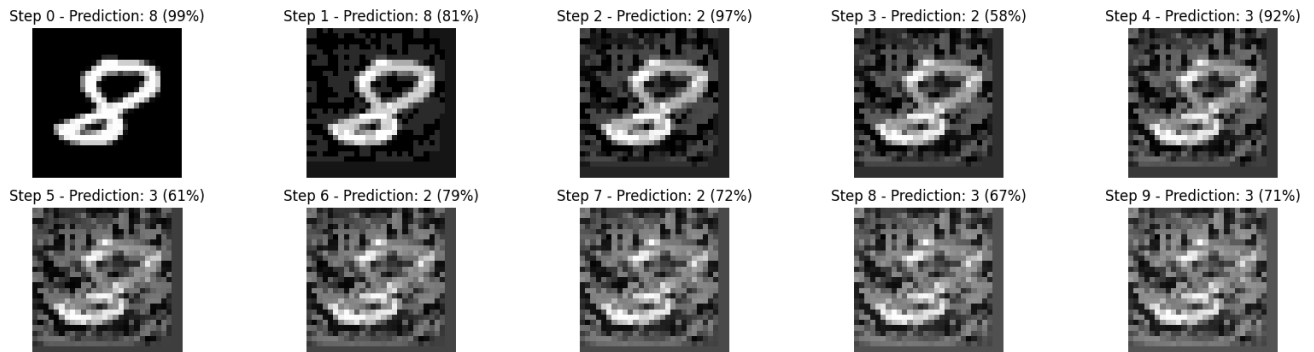 Step 0 - Prediction: 8 (99%)
Step 1 - Prediction: 8 (81%)
Step 2 - Prediction: 2 (97%)
Step 3 - Prediction: 2 (58%)
Step 4 - Prediction: 3 (92%)
Step 5 - Prediction: 3 (61%)
Step 6 - Prediction: 2 (79%)
Step 7 - Prediction: 2 (72%)
Step 8 - Prediction: 3 (67%)
Step 9 - Prediction: 3 (71%)